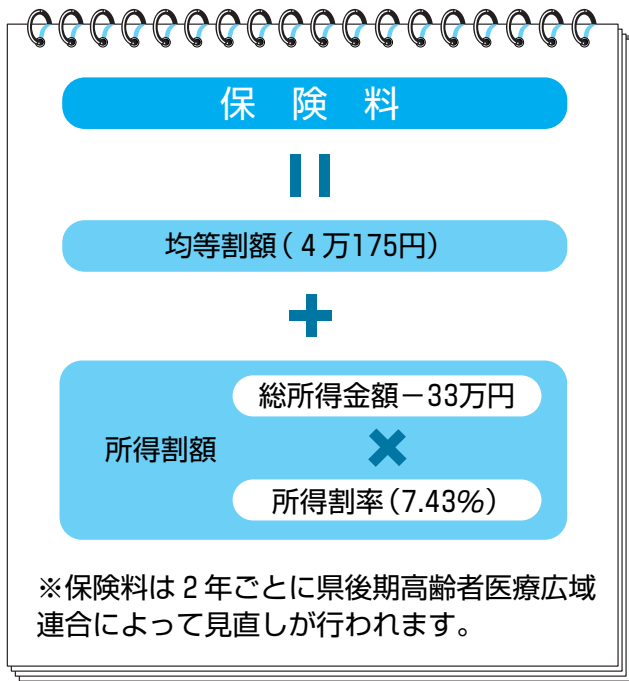 保険料
均等割額(4万175円)
+
総所得金額-33万円
所得割額
×
所得割率(7.43%)
※保険料は2年ごとに県後期高齢者医療広域
連合によって見直しが行われます。